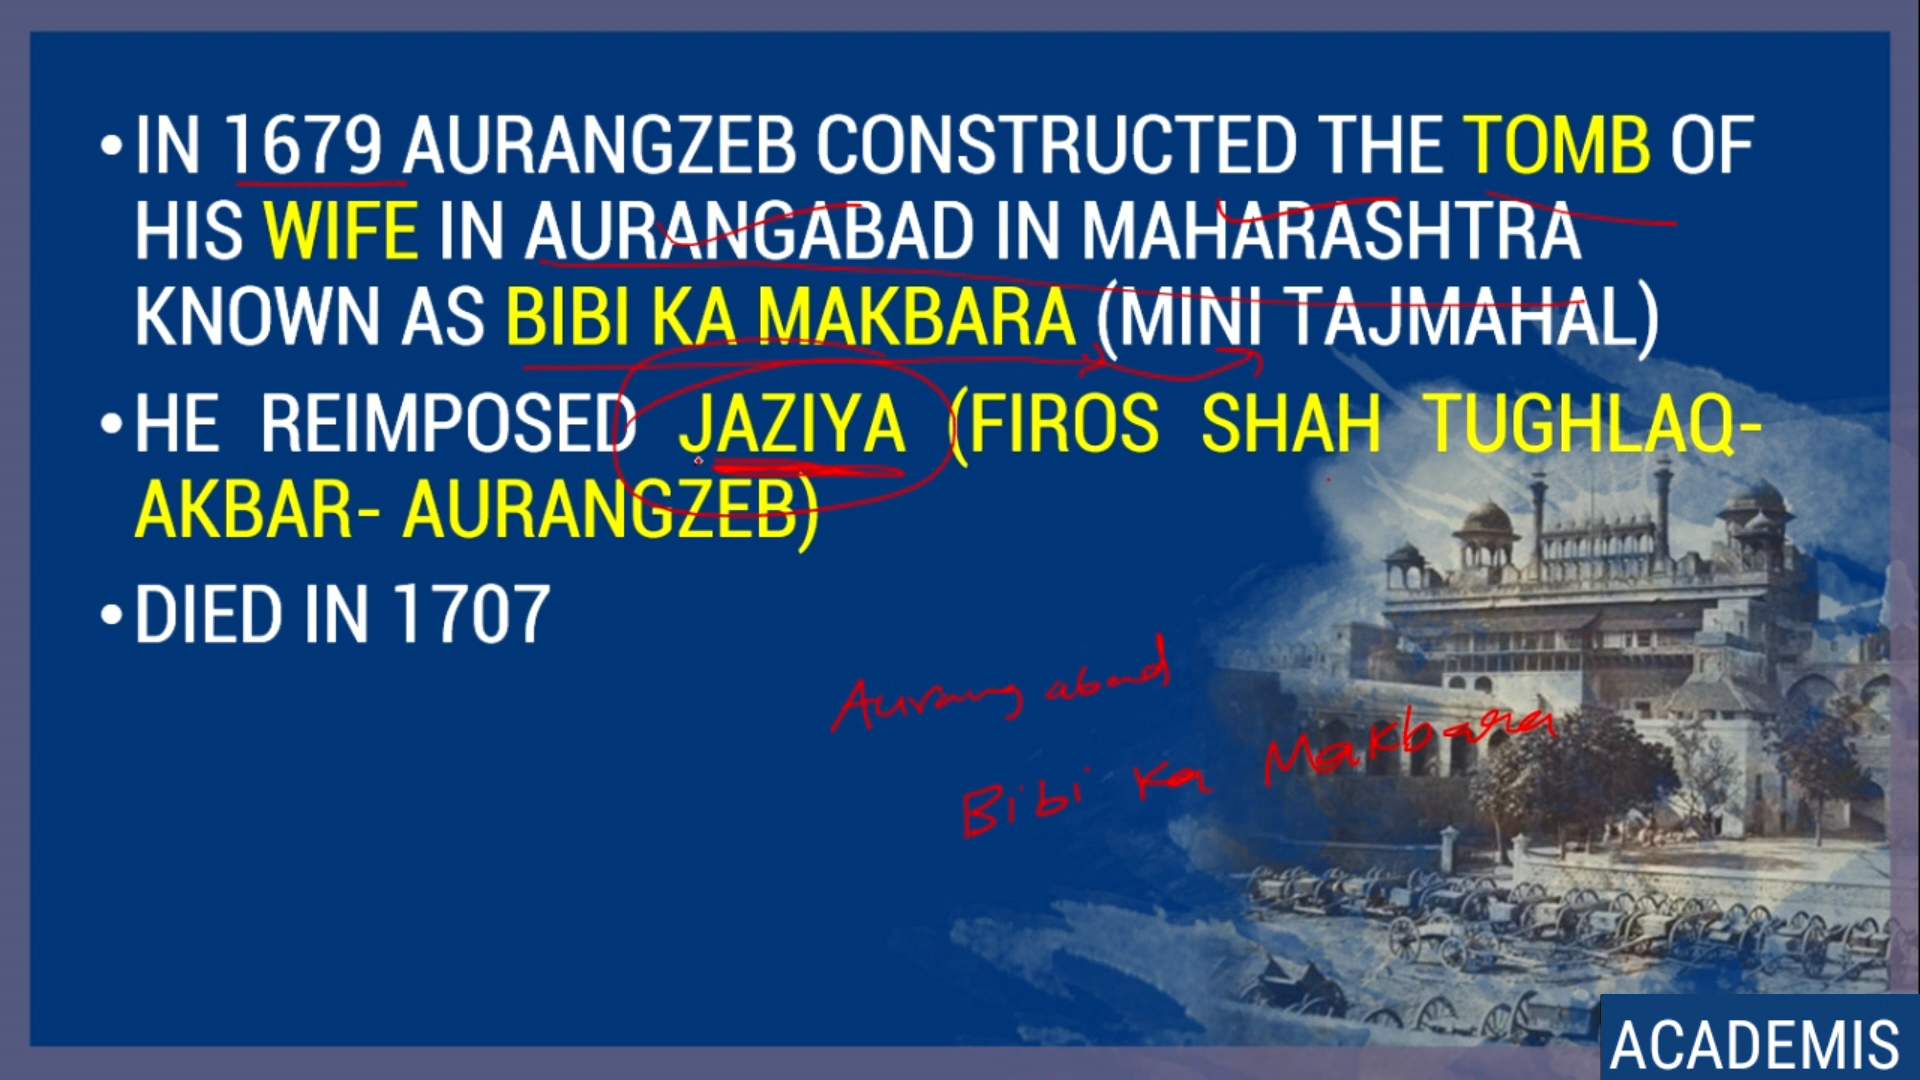 •IN 1679 AURANGZEB CONSTRUCTED THE TOMB OF
HIS WIFE IN AURANGABAD IN MAHARASHTRA
KNOWN AS BIBI KA MAKBARA (MINI TAJMAHAL)
•HE REIMPOSED JAZIYA (FIROS SHAH TUGHLAQ-
AKBAR- AURANGZEB)
•DIED IN 1707
Aurangabad
Bibi Ka Makbara
ACADEMIS